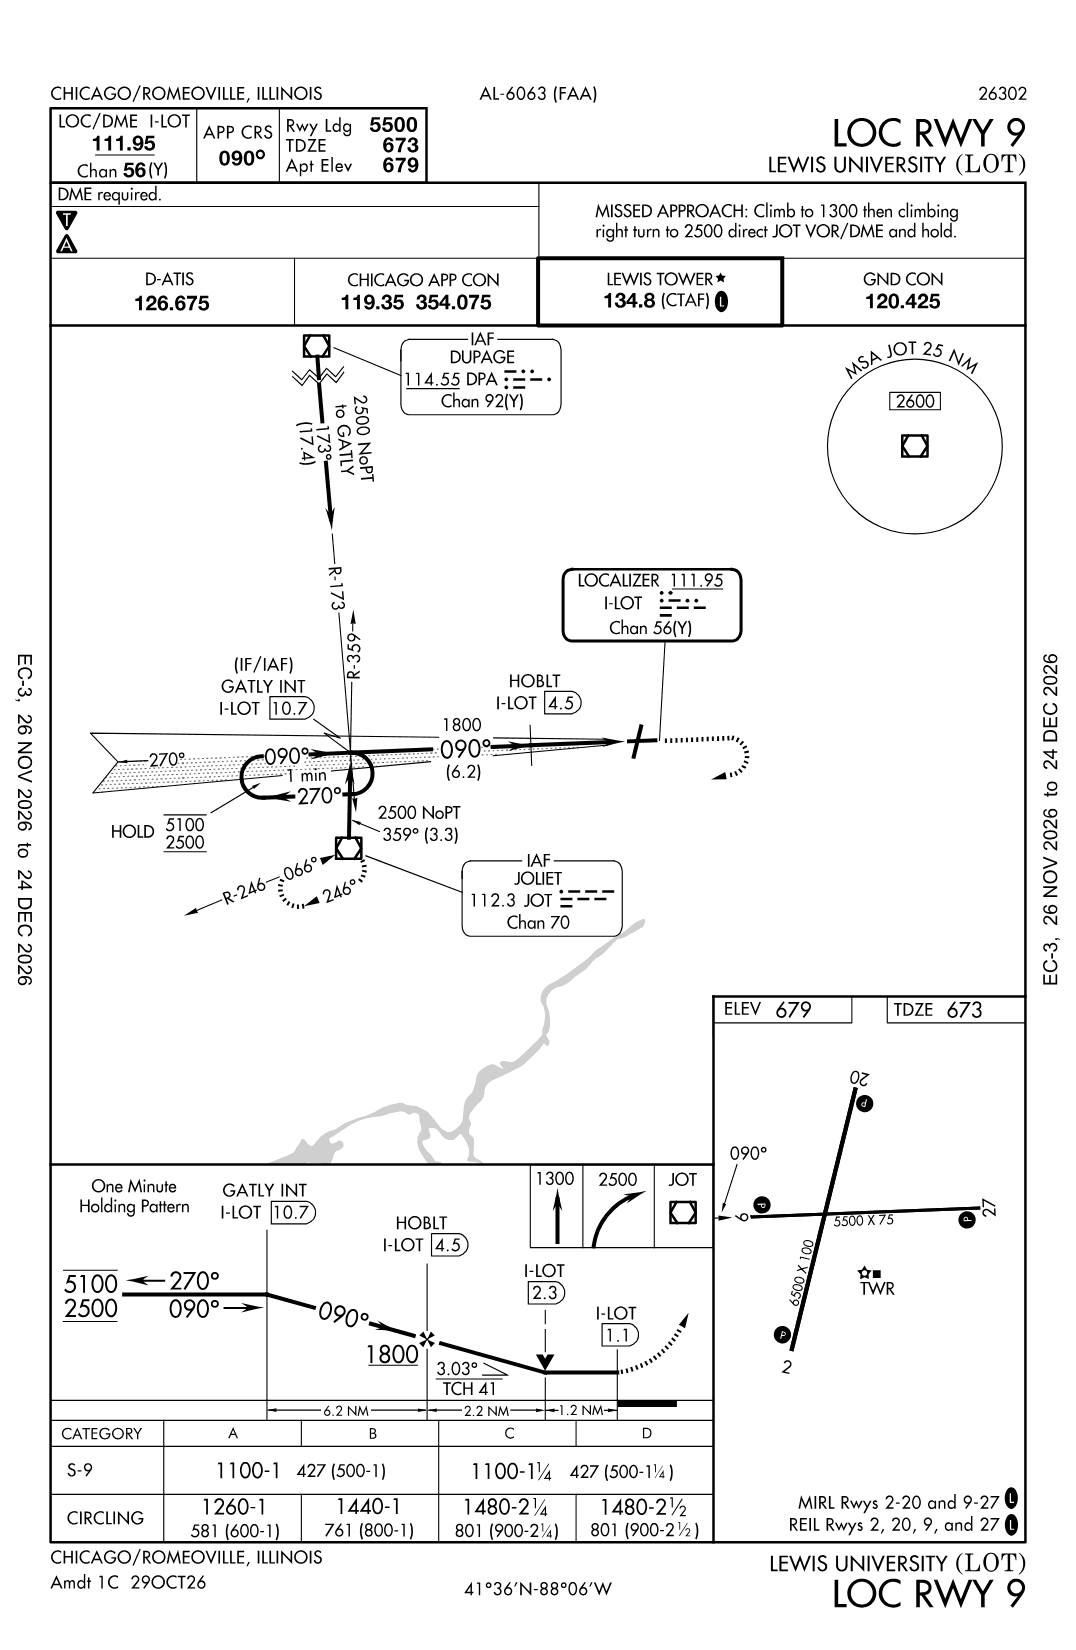 CHICAGO/ROMEOVILLE, ILLINOIS
AL-6063 (FAA)
26302
LOC/DME I-LOT
111.95
Chan 56(Y)
APP CRS
090°
Rwy Ldg 5500
TDZE 673
Apt Elev 679
LOC RWY 9
LEWIS UNIVERSITY (LOT)
DME required.
T
A
MISSED APPROACH: Climb to 1300 then climbing
right turn to 2500 direct JOT VOR/DME and hold.
D-ATIS
126.675
CHICAGO APP CON
119.35 354.075
LEWIS TOWER★
134.8 (CTAF) L
GND CON
120.425
IAF
DUPAGE
114.55 DPA
Chan 92(Y)
2500 NoPT
to GATLY
173°
(17.4)
MSA JOT 25 NM
2600
R-173
R-359
LOCALIZER 111.95
I-LOT
Chan 56(Y)
(IF/IAF)
GATLY INT
I-LOT 10.7
HOBLT
I-LOT 4.5
1800
090°
(6.2)
270°
090°
1 min
270°
HOLD 5100
2500
2500 NoPT
359° (3.3)
R-246
066°
246°
IAF
JOLIET
112.3 JOT
Chan 70
EC-3, 26 NOV 2026 to 24 DEC 2026
EC-3, 26 NOV 2026 to 24 DEC 2026
ELEV 679
TDZE 673
20
P
090°
9
P
27
P
5500 X 75
6500 X 100
TWR
P
2
MIRL Rwys 2-20 and 9-27 L
REIL Rwys 2, 20, 9, and 27 L
One Minute
Holding Pattern
GATLY INT
I-LOT 10.7
HOBLT
I-LOT 4.5
1300
2500
JOT
I-LOT
2.3
I-LOT
1.1
5100
2500
270°
090°
090°
1800
3.03°
TCH 41
6.2 NM
2.2 NM
1.2 NM
CATEGORY A B C D
S-9 1100-1 427 (500-1) 1100-1¼ 427 (500-1¼)
CIRCLING
1260-1
581 (600-1)
1440-1
761 (800-1)
1480-2¼
801 (900-2¼)
1480-2½
801 (900-2½)
CHICAGO/ROMEOVILLE, ILLINOIS
Amdt 1C 29OCT26
41°36'N-88°06'W
LEWIS UNIVERSITY (LOT)
LOC RWY 9